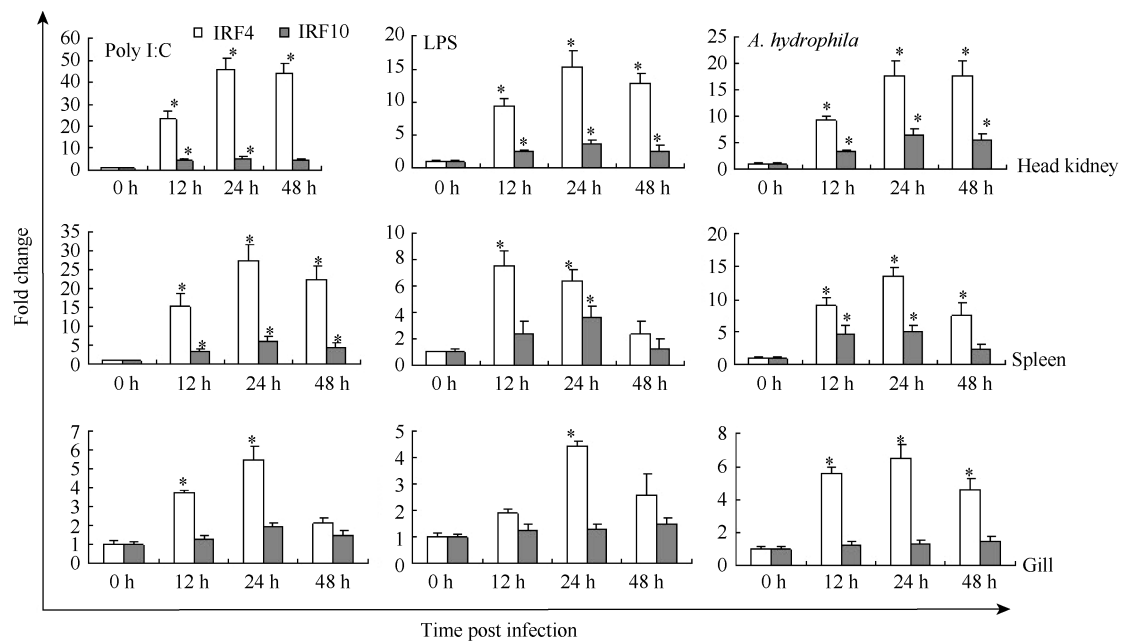 IRF4 IRF10
Poly I:C
60
50
40
30
20
10
0
* * * * *
0 h 12 h 24 h 48 h
LPS
20
15
10
5
0
* * * * * *
0 h 12 h 24 h 48 h
A. hydrophila
25
20
15
10
5
0
* * * * * *
0 h 12 h 24 h 48 h
Head kidney
Fold change
35
30
25
20
15
10
5
0
* * * * * *
0 h 12 h 24 h 48 h
10
8
6
4
2
0
* * *
0 h 12 h 24 h 48 h
20
15
10
5
0
* * * * *
0 h 12 h 24 h 48 h
Spleen
7
6
5
4
3
2
1
0
* *
0 h 12 h 24 h 48 h
5
4
3
2
1
0
*
0 h 12 h 24 h 48 h
8
6
4
2
0
* * *
0 h 12 h 24 h 48 h
Gill
Time post infection